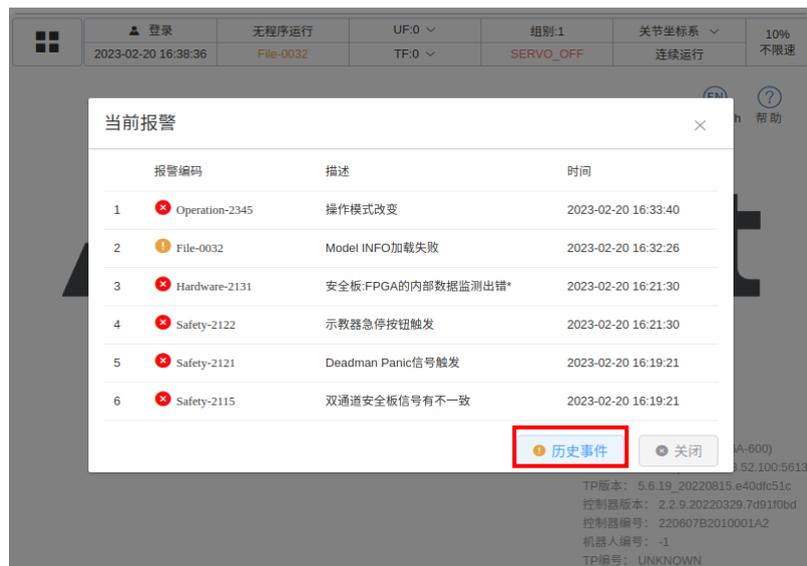 登录 无程序运行 UF:0 组别:1 关节坐标系 10%
2023-02-20 16:38:36 File-0032 TF:0 SERVO_OFF 连续运行 不限速
EN ?
h 帮助
当前报警
报警编码 描述 时间
1 Operation-2345 操作模式改变 2023-02-20 16:33:40
2 File-0032 Model INFO加载失败 2023-02-20 16:32:26
3 Hardware-2131 安全板:FPGA的内部数据监测出错* 2023-02-20 16:21:30
4 Safety-2122 示教器急停按钮触发 2023-02-20 16:21:30
5 Safety-2121 Deadman Panic信号触发 2023-02-20 16:19:21
6 Safety-2115 双通道安全板信号有不一致 2023-02-20 16:19:21
历史事件 关闭
A-600)
.52.100:5613
TP版本: 5.6.19_20220815.e40dfc51c
控制器版本: 2.2.9.20220329.7d91f0bd
控制器编号: 220607B2010001A2
机器人编号: -1
TP编号: UNKNOWN